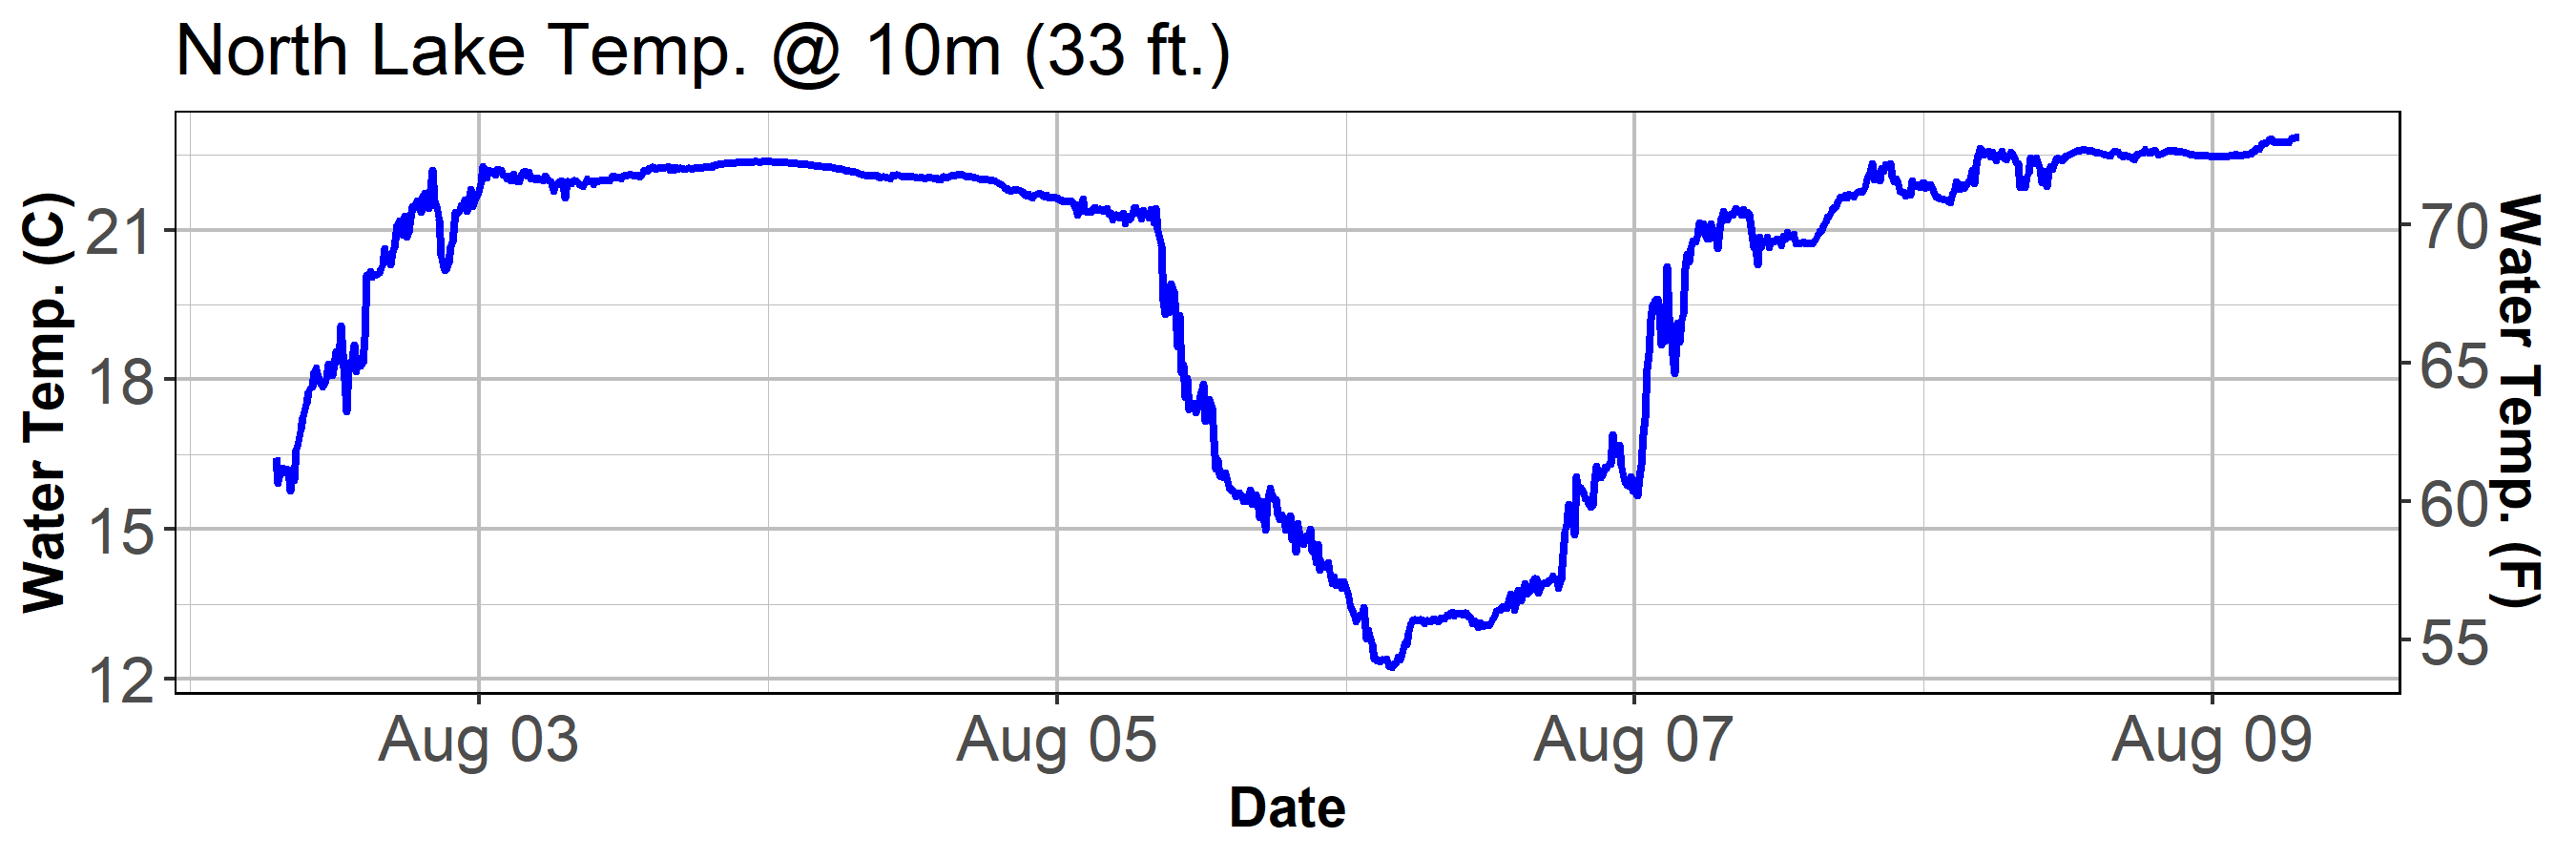 North Lake Temp. @ 10m (33 ft.)
Water Temp. (C)
21
18
15
12
70
65
60
55
Water Temp. (F)
Aug 03
Aug 05
Aug 07
Aug 09
Date